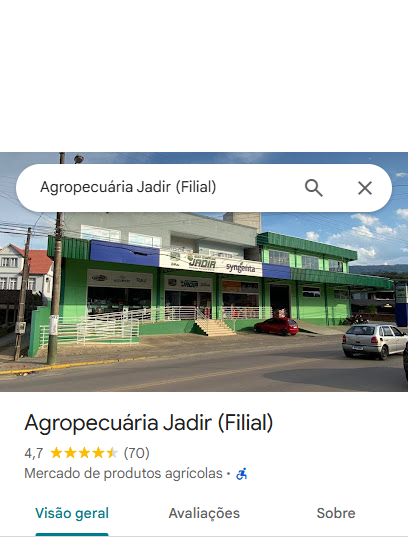 Agropecuária Jadir (Filial)
JADIR
syngenta
Agropecuária Jadir (Filial)
4,7 (70)
Mercado de produtos agrícolas ·
Visão geral Avaliações Sobre